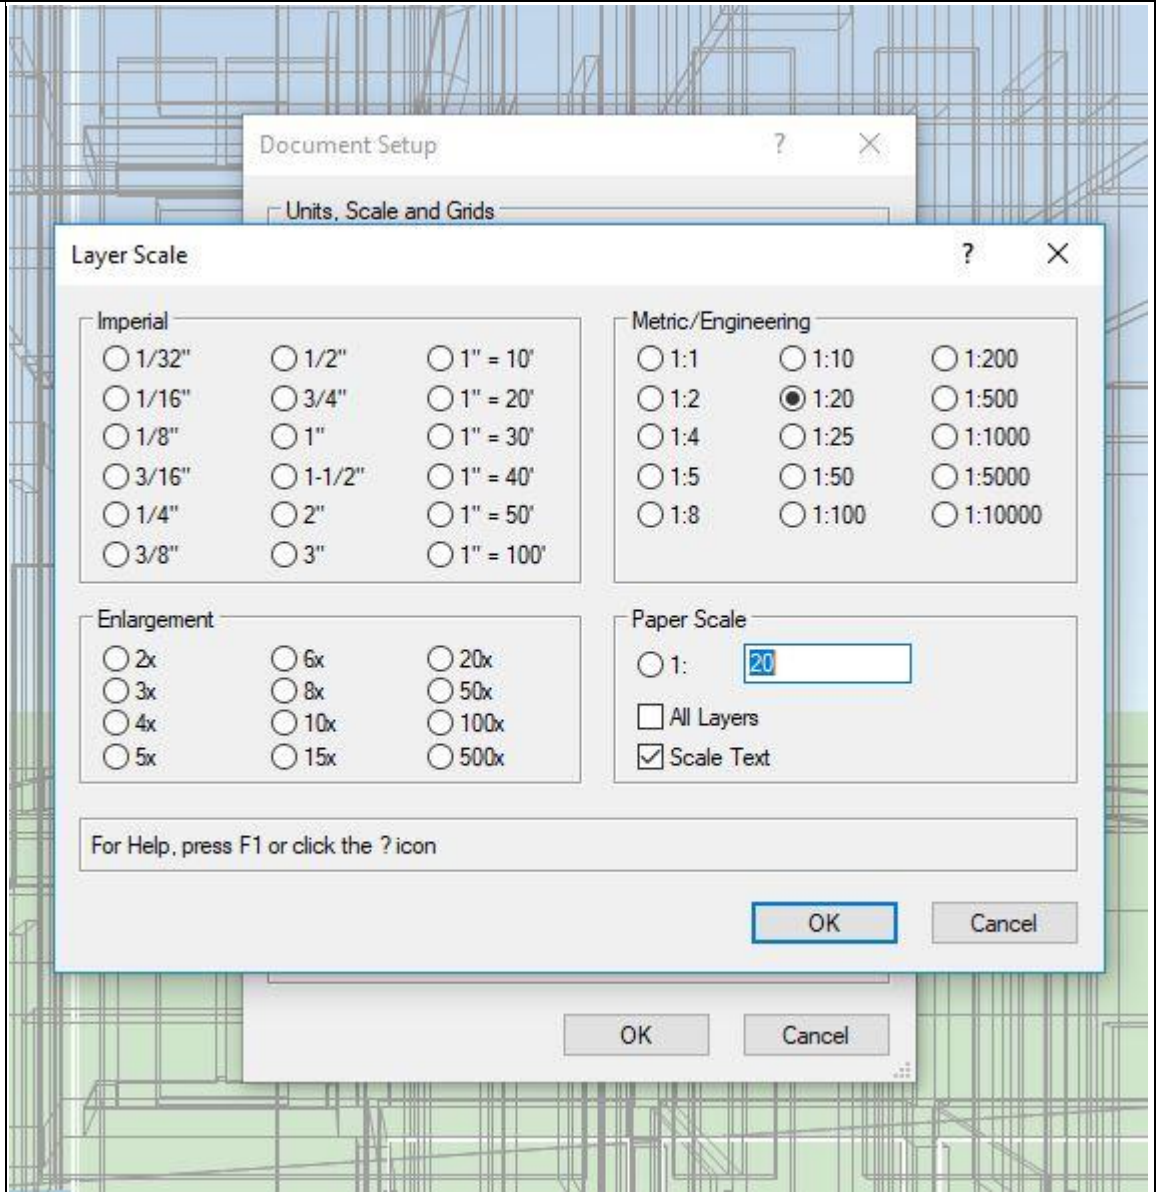 Document Setup ? ×
Units, Scale and Grids
Layer Scale ? ×
Imperial
1/32" 1/2" 1" = 10'
1/16" 3/4" 1" = 20'
1/8" 1" 1" = 30'
3/16" 1-1/2" 1" = 40'
1/4" 2" 1" = 50'
3/8" 3" 1" = 100'
Metric/Engineering
1:1 1:10 1:200
1:2 1:20 1:500
1:4 1:25 1:1000
1:5 1:50 1:5000
1:8 1:100 1:10000
Enlargement
2x 6x 20x
3x 8x 50x
4x 10x 100x
5x 15x 500x
Paper Scale
1: 20
All Layers
Scale Text
For Help, press F1 or click the ? icon
OK Cancel
OK Cancel